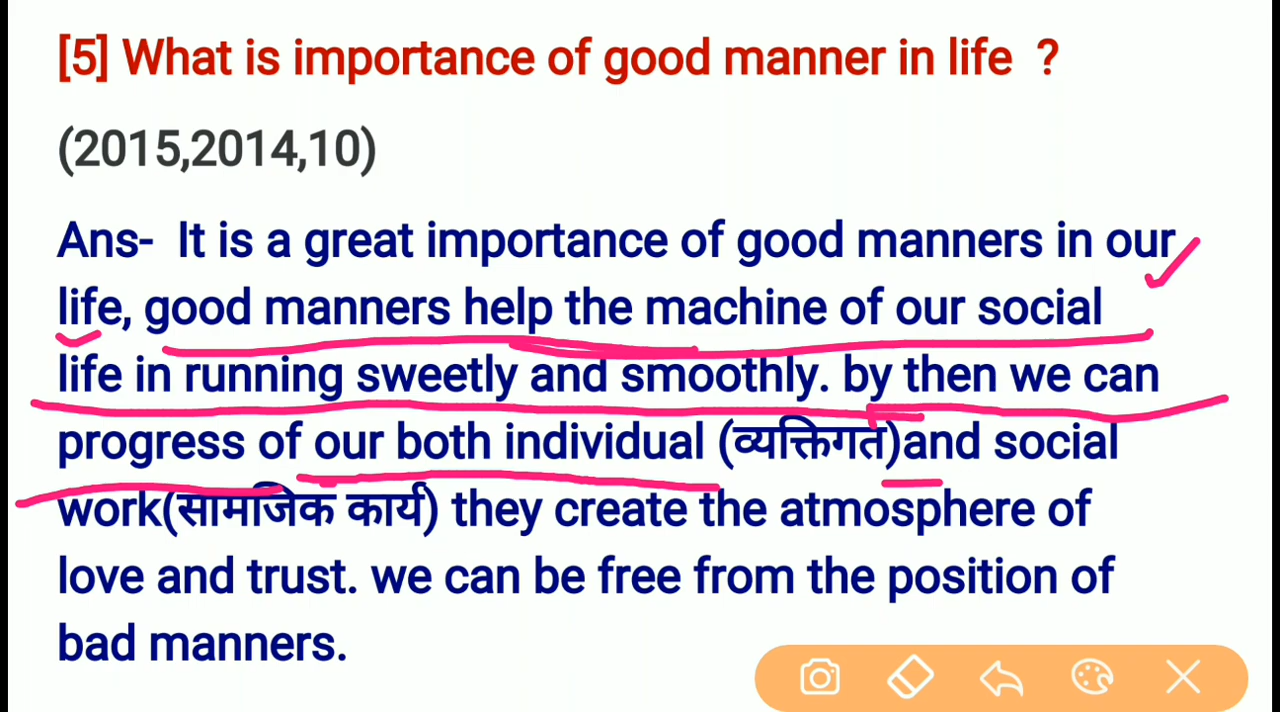 [5] What is importance of good manner in life ?
(2015,2014,10)
Ans- It is a great importance of good manners in our
life, good manners help the machine of our social
life in running sweetly and smoothly. by then we can
progress of our both individual (व्यक्तिगत)and social
work(सामाजिक कार्य) they create the atmosphere of
love and trust. we can be free from the position of
bad manners.